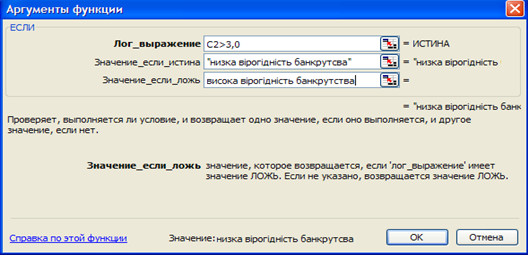 Аргументы функции
ЕСЛИ
Лог_выражение C2>3,0 = ИСТИНА
Значение_если_истина "низка вірогідність банкрутсва" = "низка вірогідність
Значение_если_ложь висока вірогідність банкрутства =
= "низка вірогідність банк
Проверяет, выполняется ли условие, и возвращает одно значение, если оно выполняется, и другое
значение, если нет.
Значение_если_ложь значение, которое возвращается, если 'лог_выражение' имеет
значение ЛОЖЬ. Если не указано, возвращается значение ЛОЖЬ.
Справка по этой функции Значение: низка вірогідність банкрутсва OK Отмена